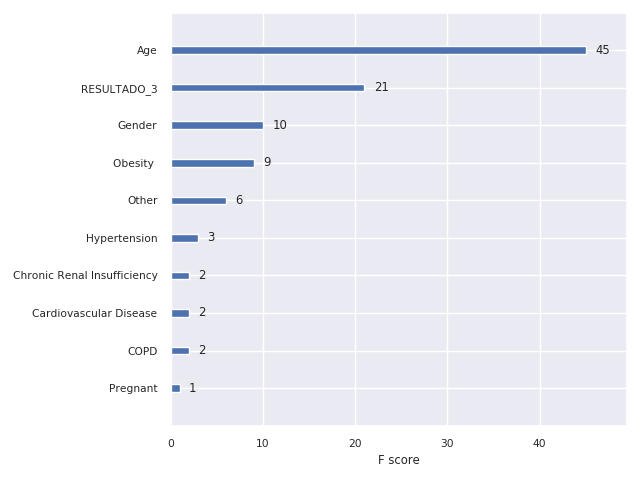 Age 45
RESULTADO_3 21
Gender 10
Obesity 9
Other 6
Hypertension 3
Chronic Renal Insufficiency 2
Cardiovascular Disease 2
COPD 2
Pregnant 1
0 10 20 30 40
F score